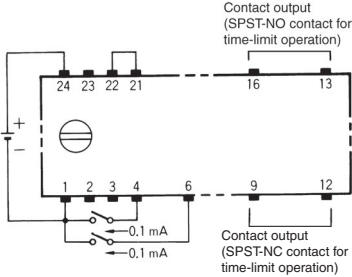 Contact output
(SPST-NO contact for
time-limit operation)
24 23 22 21 16 13
+
−
1 2 3 4 6 9 12
0.1 mA
0.1 mA
Contact output
(SPST-NC contact for
time-limit operation)